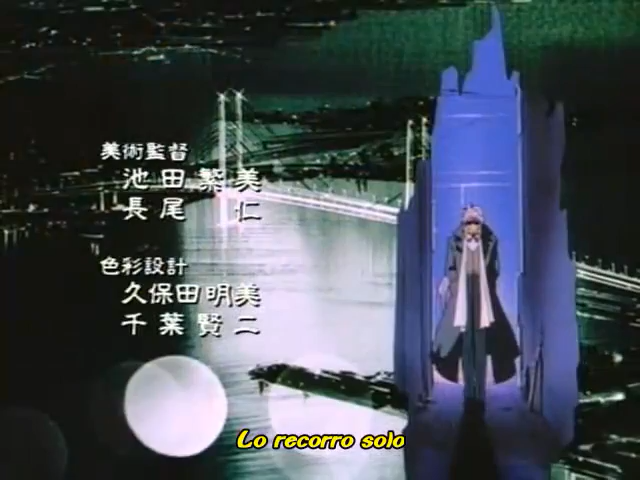 美術監督
池田繁美
長尾 仁
色彩設計
久保田明美
千葉賢二
Lo recorro solo